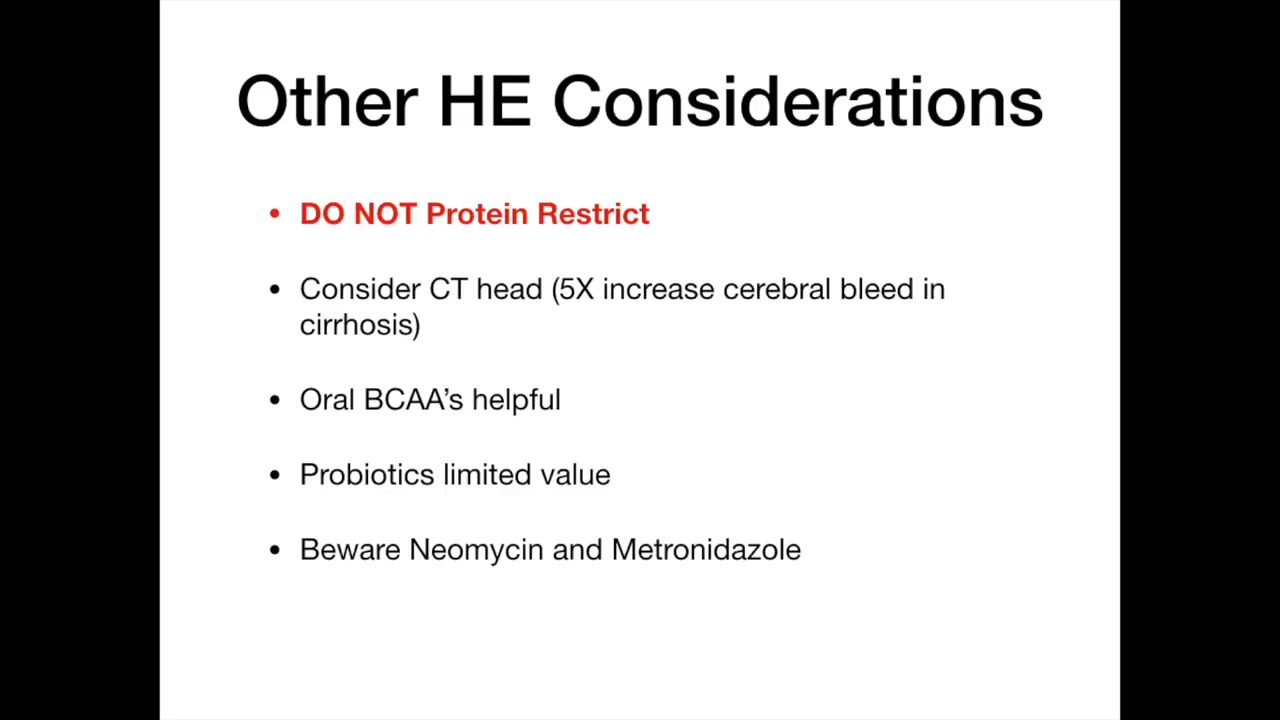 Other HE Considerations
• DO NOT Protein Restrict
• Consider CT head (5X increase cerebral bleed in
cirrhosis)
• Oral BCAA’s helpful
• Probiotics limited value
• Beware Neomycin and Metronidazole